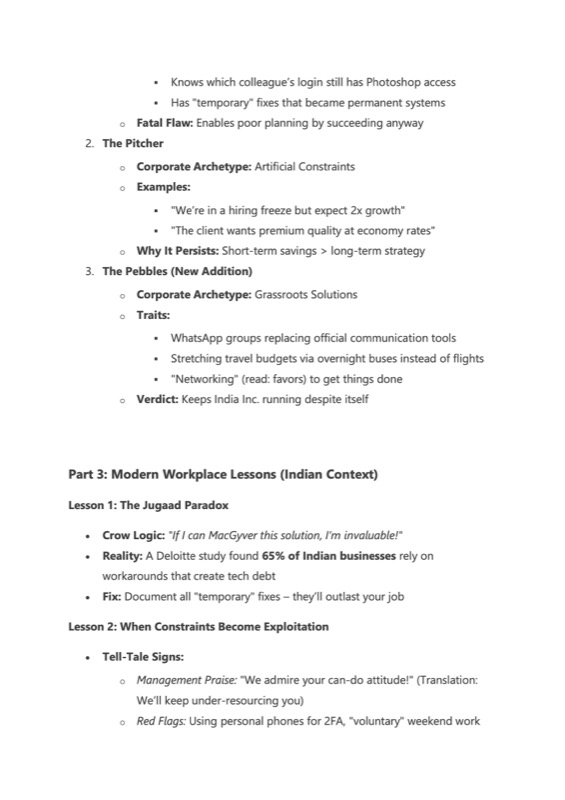 ▪ Knows which colleague's login still has Photoshop access
▪ Has "temporary" fixes that became permanent systems
o Fatal Flaw: Enables poor planning by succeeding anyway
2. The Pitcher
o Corporate Archetype: Artificial Constraints
o Examples:
▪ "We're in a hiring freeze but expect 2x growth"
▪ "The client wants premium quality at economy rates"
o Why It Persists: Short-term savings > long-term strategy
3. The Pebbles (New Addition)
o Corporate Archetype: Grassroots Solutions
o Traits:
▪ WhatsApp groups replacing official communication tools
▪ Stretching travel budgets via overnight buses instead of flights
▪ "Networking" (read: favors) to get things done
o Verdict: Keeps India Inc. running despite itself
Part 3: Modern Workplace Lessons (Indian Context)
Lesson 1: The Jugaad Paradox
• Crow Logic: "If I can MacGyver this solution, I'm invaluable!"
• Reality: A Deloitte study found 65% of Indian businesses rely on
workarounds that create tech debt
• Fix: Document all "temporary" fixes – they'll outlast your job
Lesson 2: When Constraints Become Exploitation
• Tell-Tale Signs:
o Management Praise: "We admire your can-do attitude!" (Translation:
We'll keep under-resourcing you)
o Red Flags: Using personal phones for 2FA, "voluntary" weekend work